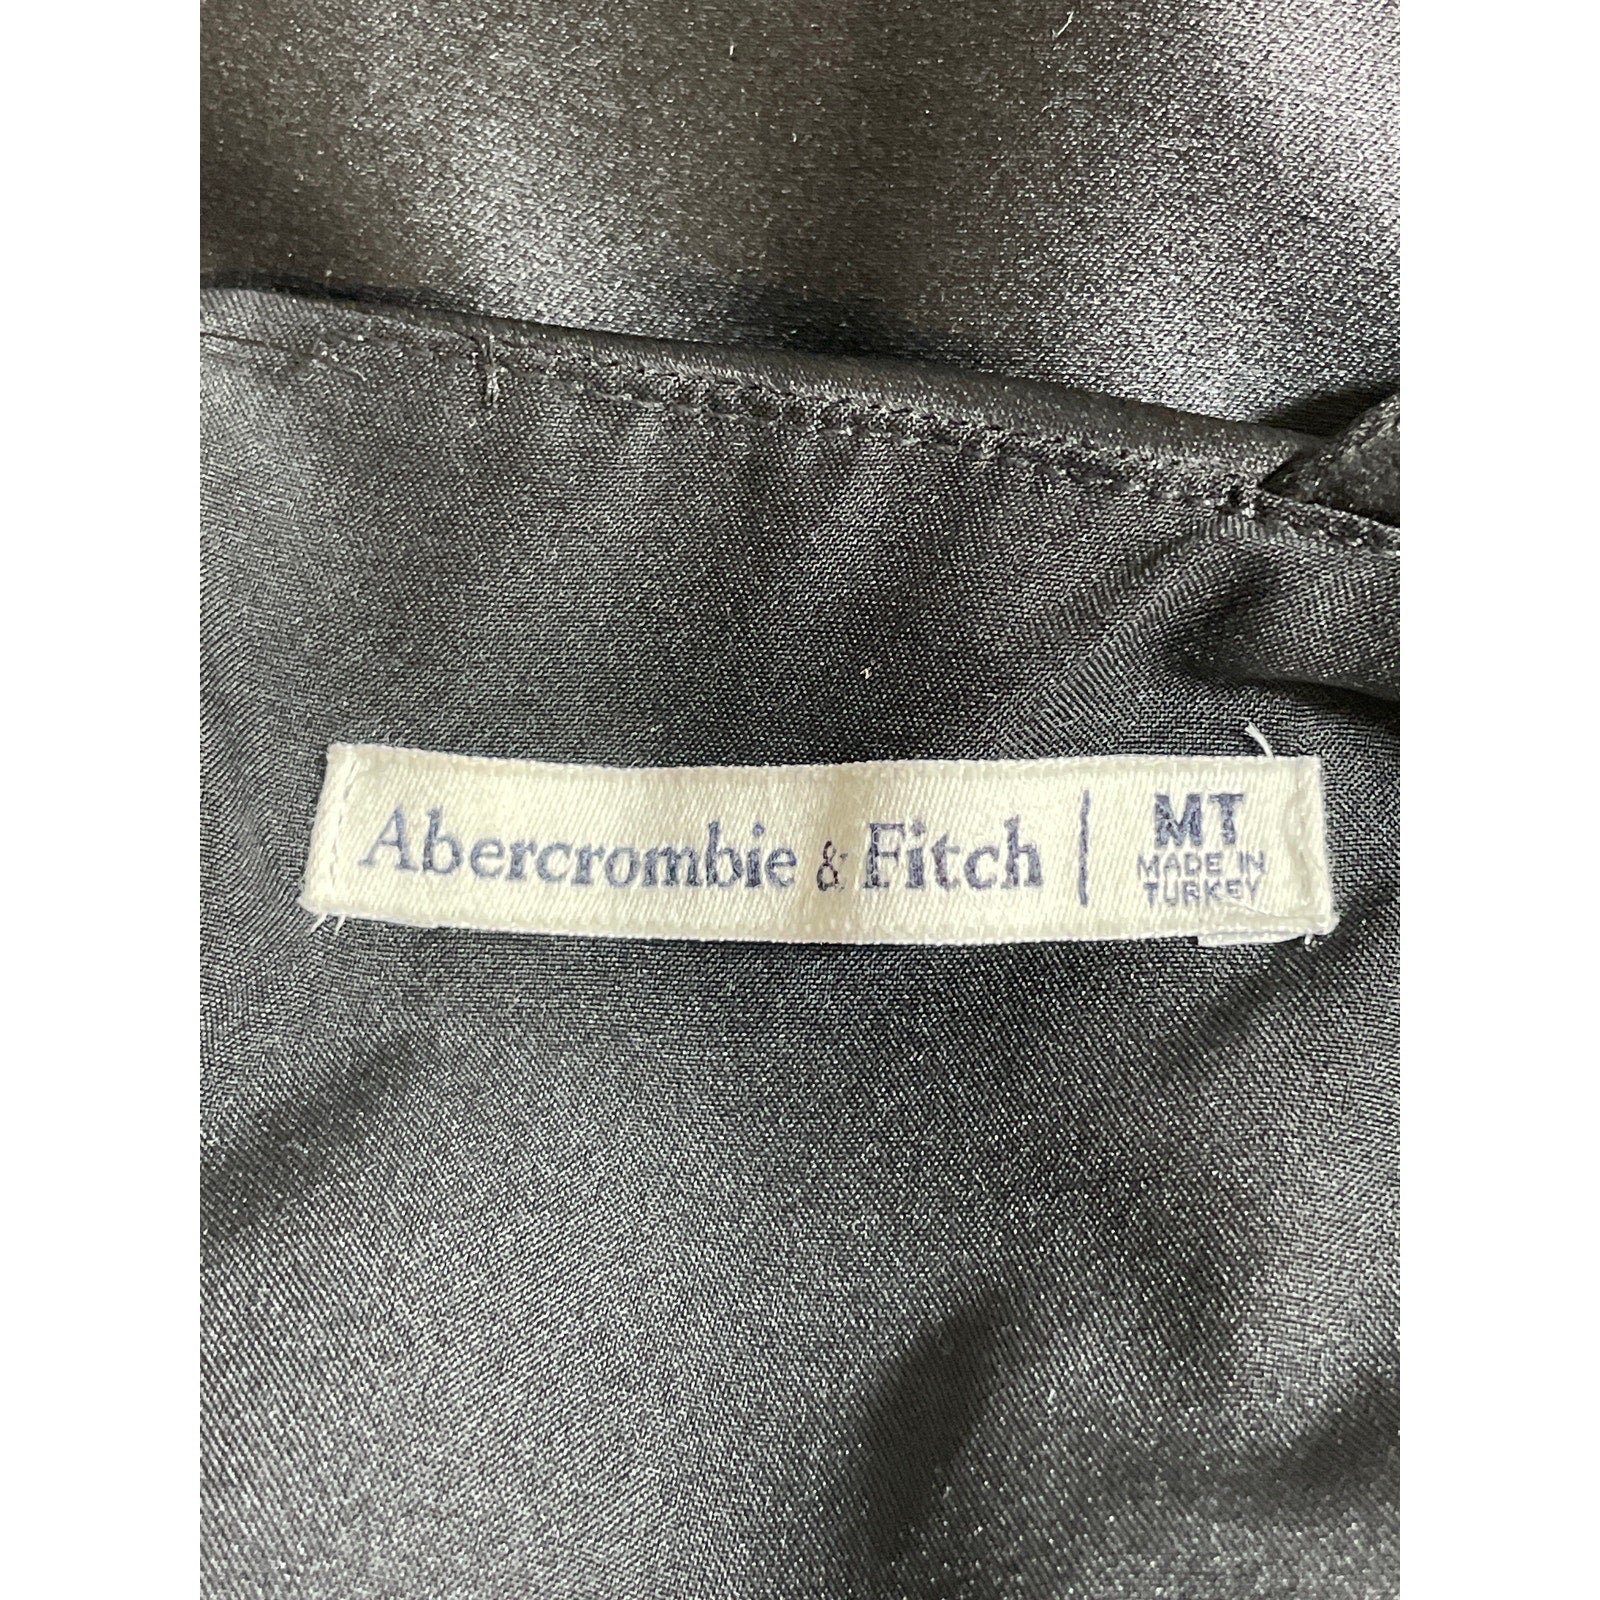 Abercrombie & Fitch | MT
MADE IN
TURKEY